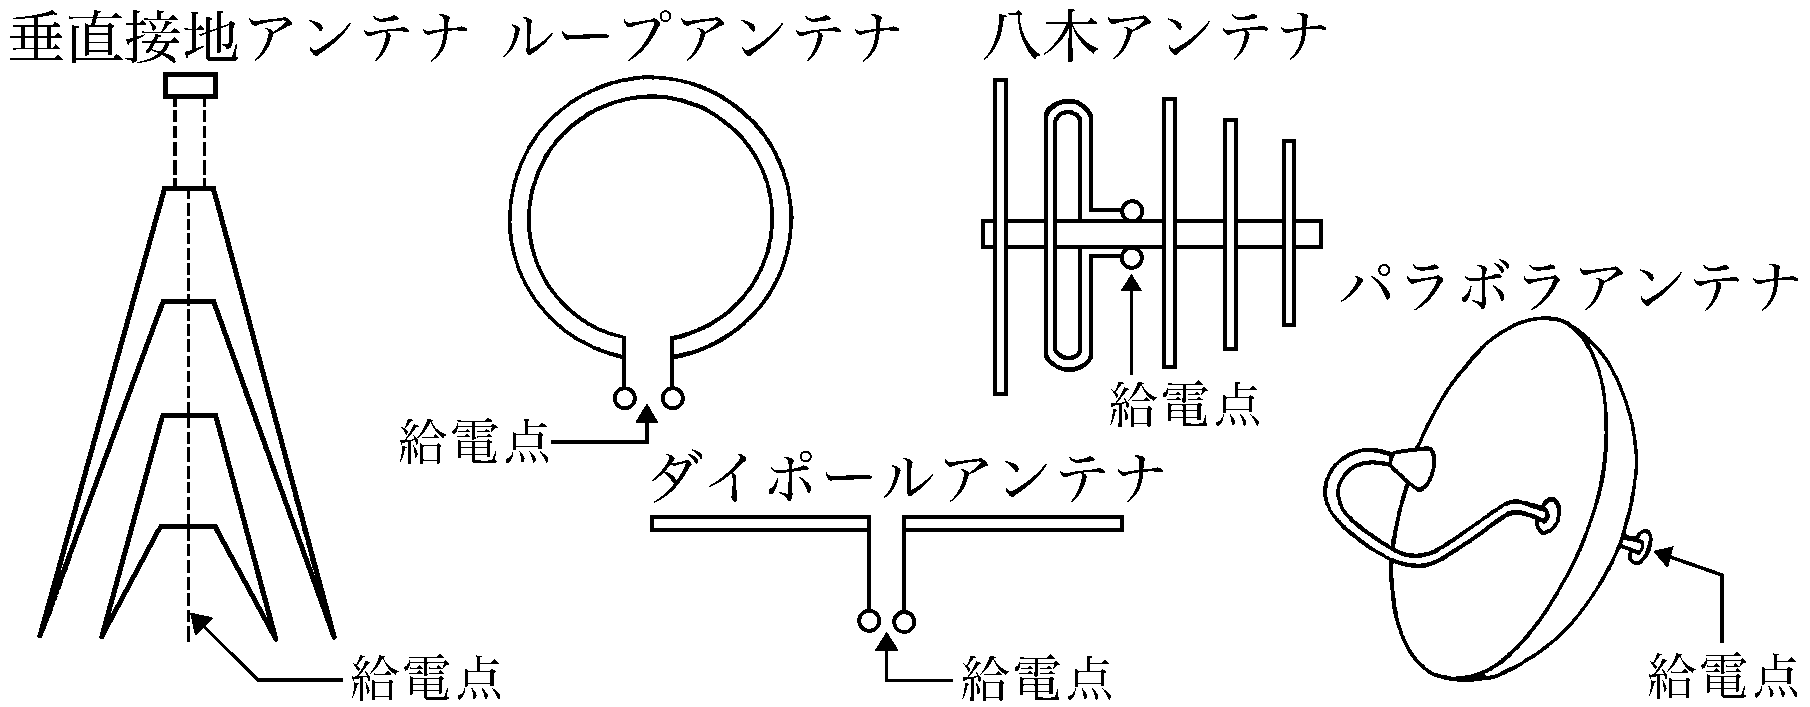 垂直接地アンテナ
ループアンテナ
八木アンテナ
パラボラアンテナ
給電点
給電点
ダイポールアンテナ
給電点
給電点
給電点